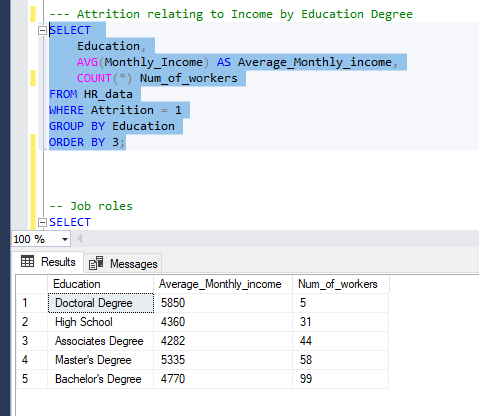 --- Attrition relating to Income by Education Degree
SELECT
Education,
AVG(Monthly_Income) AS Average_Monthly_income,
COUNT(*) Num_of_workers
FROM HR_data
WHERE Attrition = 1
GROUP BY Education
ORDER BY 3;
-- Job roles
SELECT
100 %
Results Messages
Education Average_Monthly_income Num_of_workers
1 Doctoral Degree 5850 5
2 High School 4360 31
3 Associates Degree 4282 44
4 Master's Degree 5335 58
5 Bachelor's Degree 4770 99